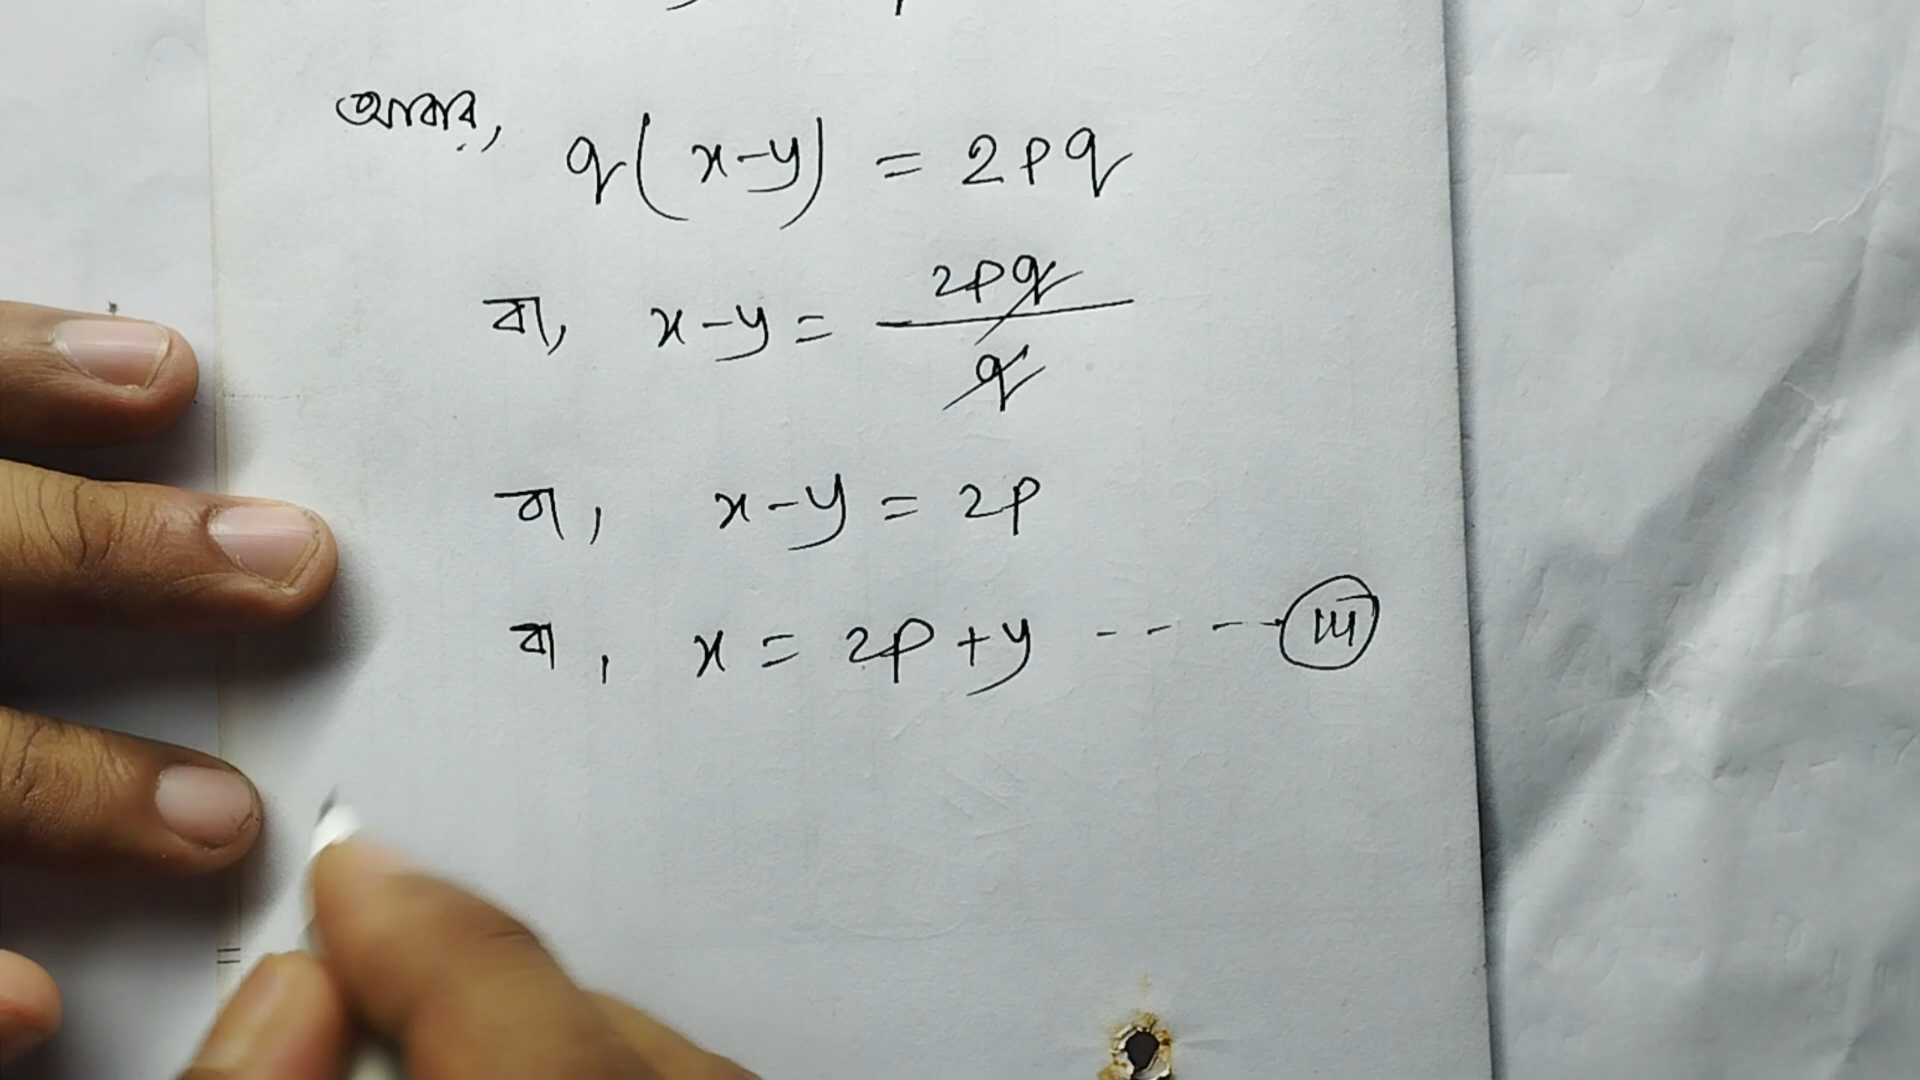 আবার, q(x-y) = 2pq
বা, x-y = 2pq/q
বা, x-y = 2p
বা, x = 2p+y ---- (iii)